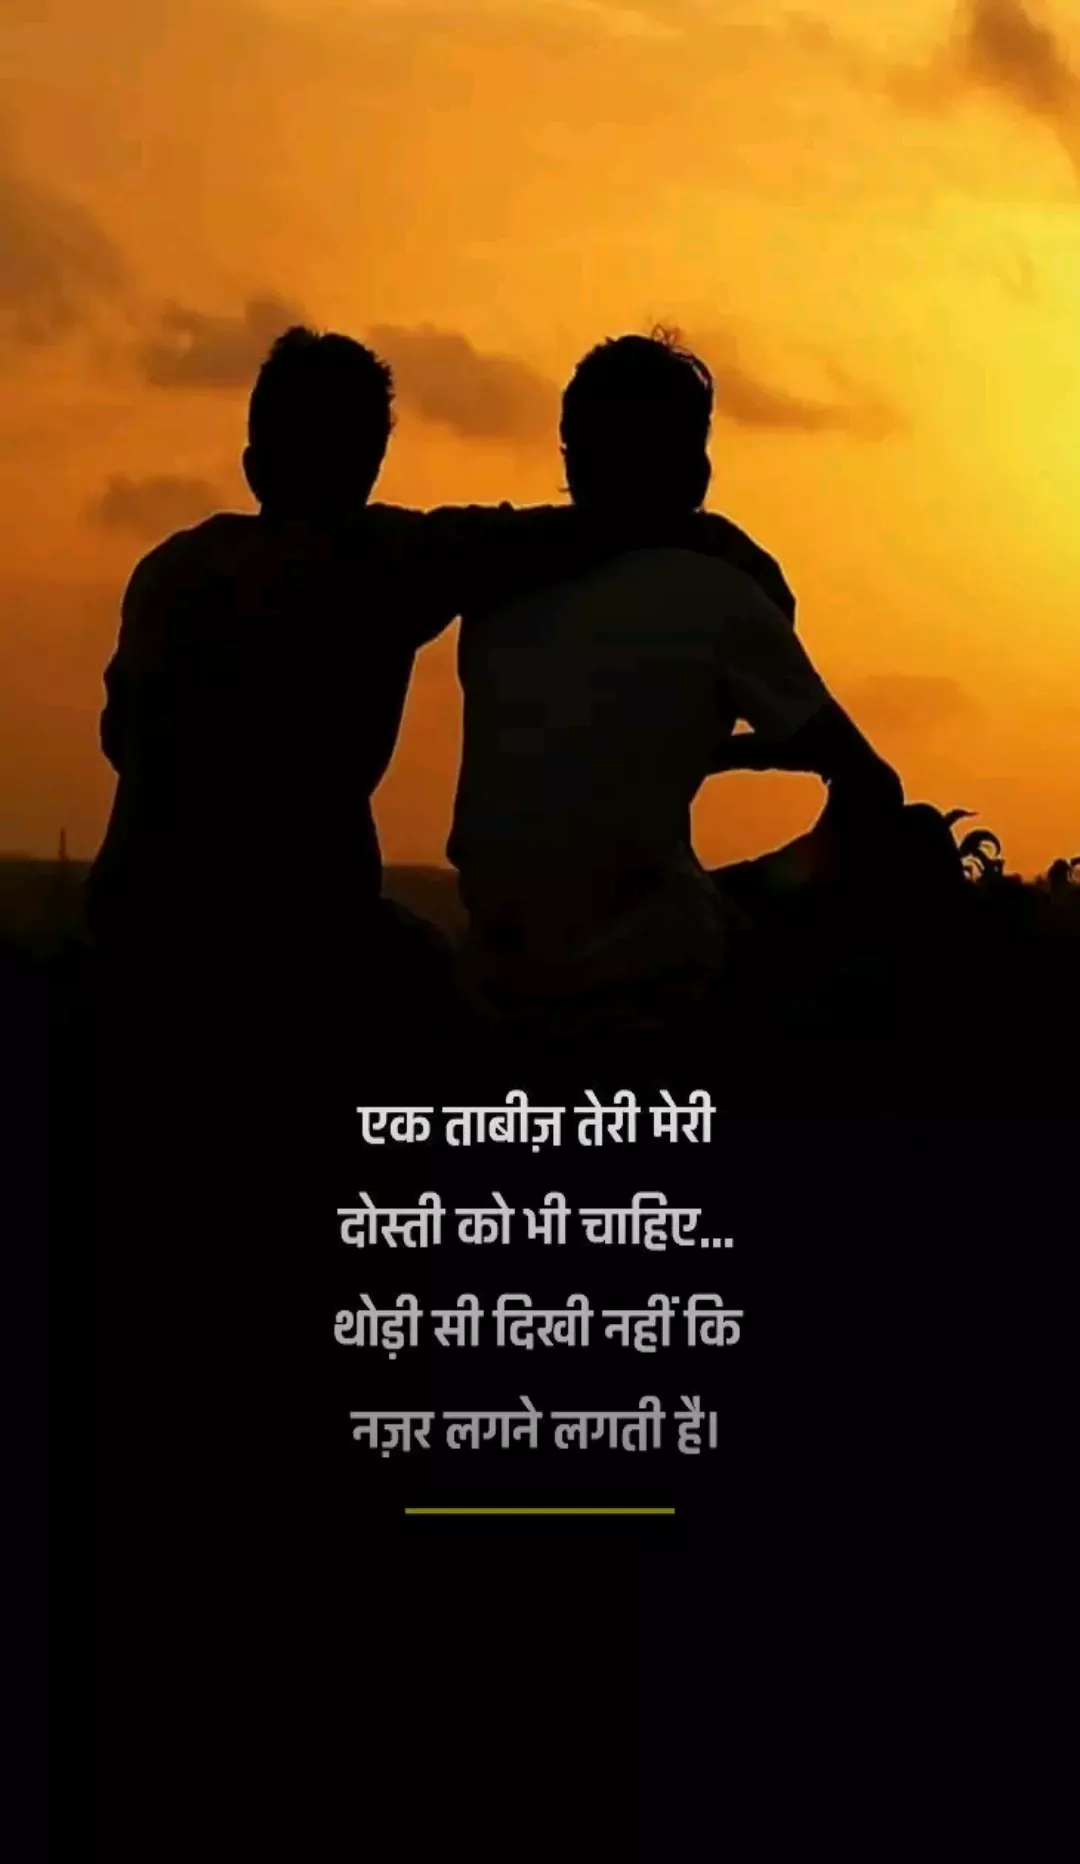 एक ताबीज़ तेरी मेरी
दोस्ती को भी चाहिए...
थोड़ी सी दिखी नहीं कि
नज़र लगने लगती है।